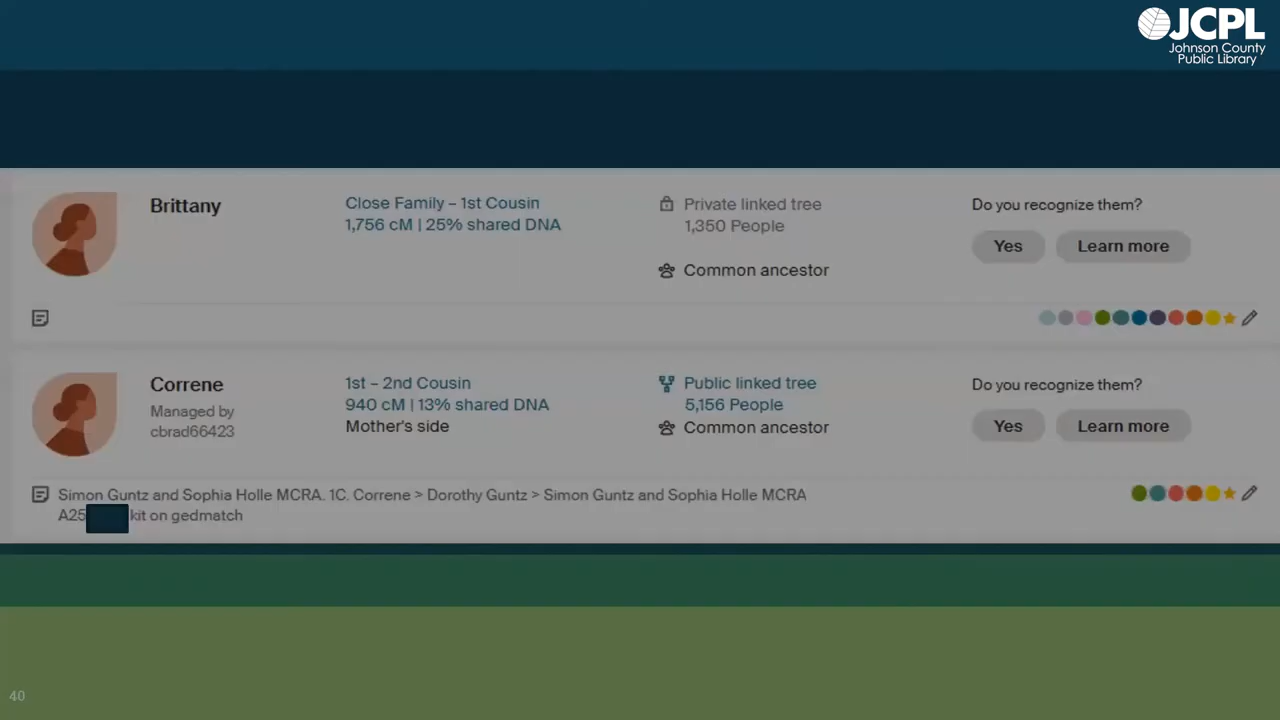 JCPL
Johnson County
Public Library
Brittany
Close Family – 1st Cousin
1,756 cM | 25% shared DNA
Private linked tree
1,350 People
Common ancestor
Do you recognize them?
Yes
Learn more
Correne
Managed by
cbrad66423
1st – 2nd Cousin
940 cM | 13% shared DNA
Mother's side
Public linked tree
5,156 People
Common ancestor
Do you recognize them?
Yes
Learn more
Simon Guntz and Sophia Holle MCRA. 1C. Correne > Dorothy Guntz > Simon Guntz and Sophia Holle MCRA
A25 kit on gedmatch
40